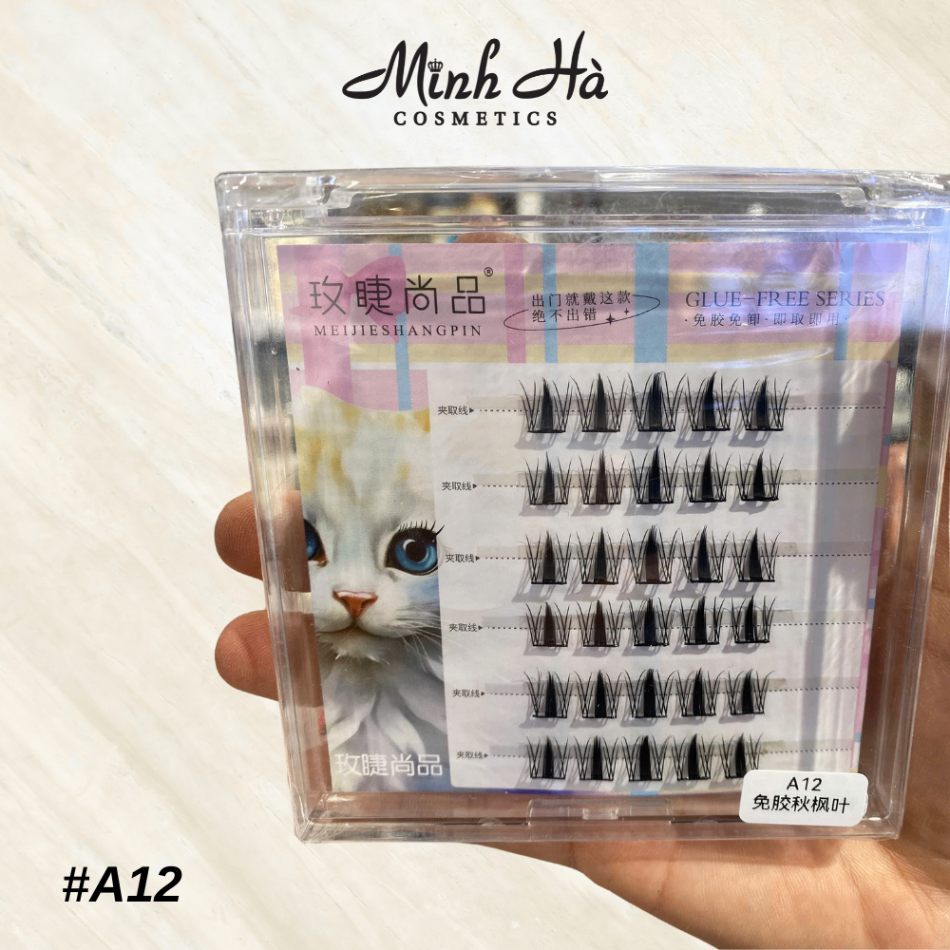 Minh Hà
COSMETICS
玫睫尚品®
MEIJIESHANGPIN
出门就戴这款
绝不出错
GLUE-FREE SERIES
·免胶免卸·即取即用·
夹取线
夹取线
夹取线
夹取线
夹取线
夹取线
玫睫尚品
A12
免胶秋枫叶
#A12